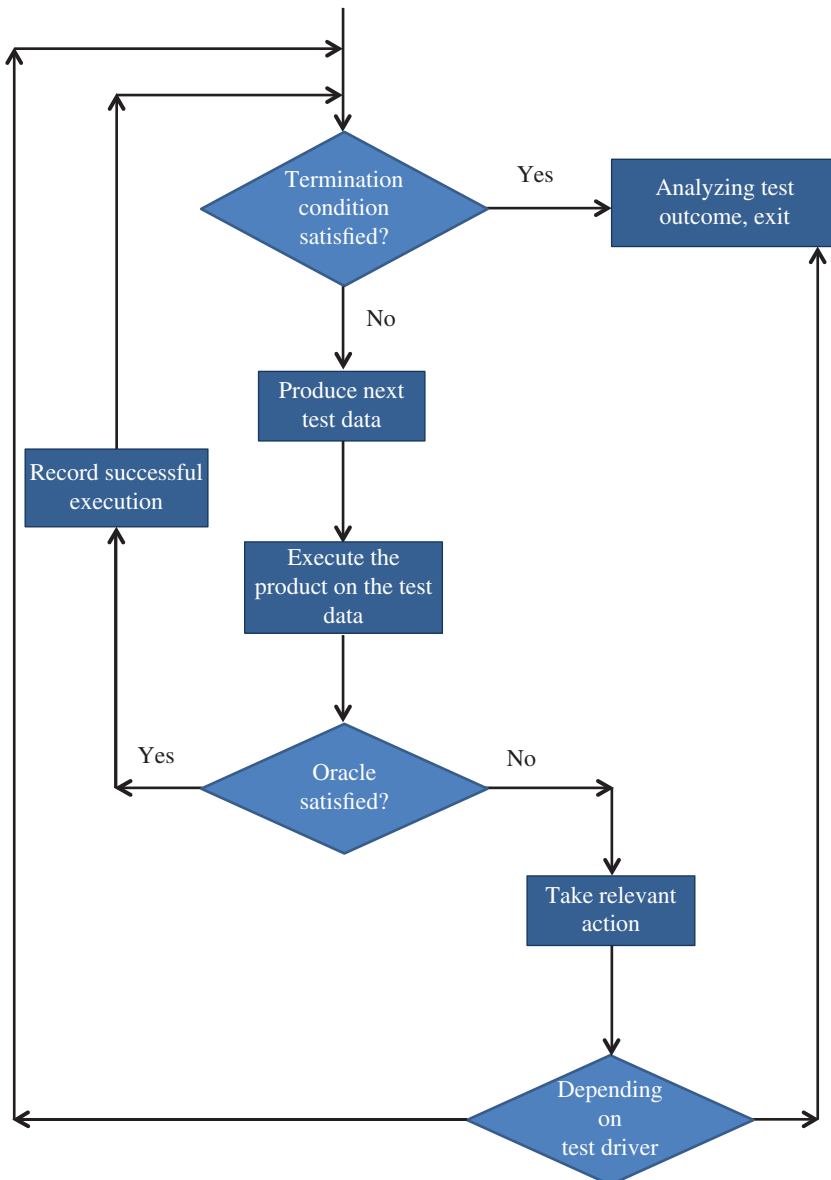 Termination
condition
satisfied?
Yes
Analyzing test
outcome, exit
No
Produce next
test data
Record successful
execution
Execute the
product on the test
data
Yes
Oracle
satisfied?
No
Take relevant
action
Depending
on
test driver